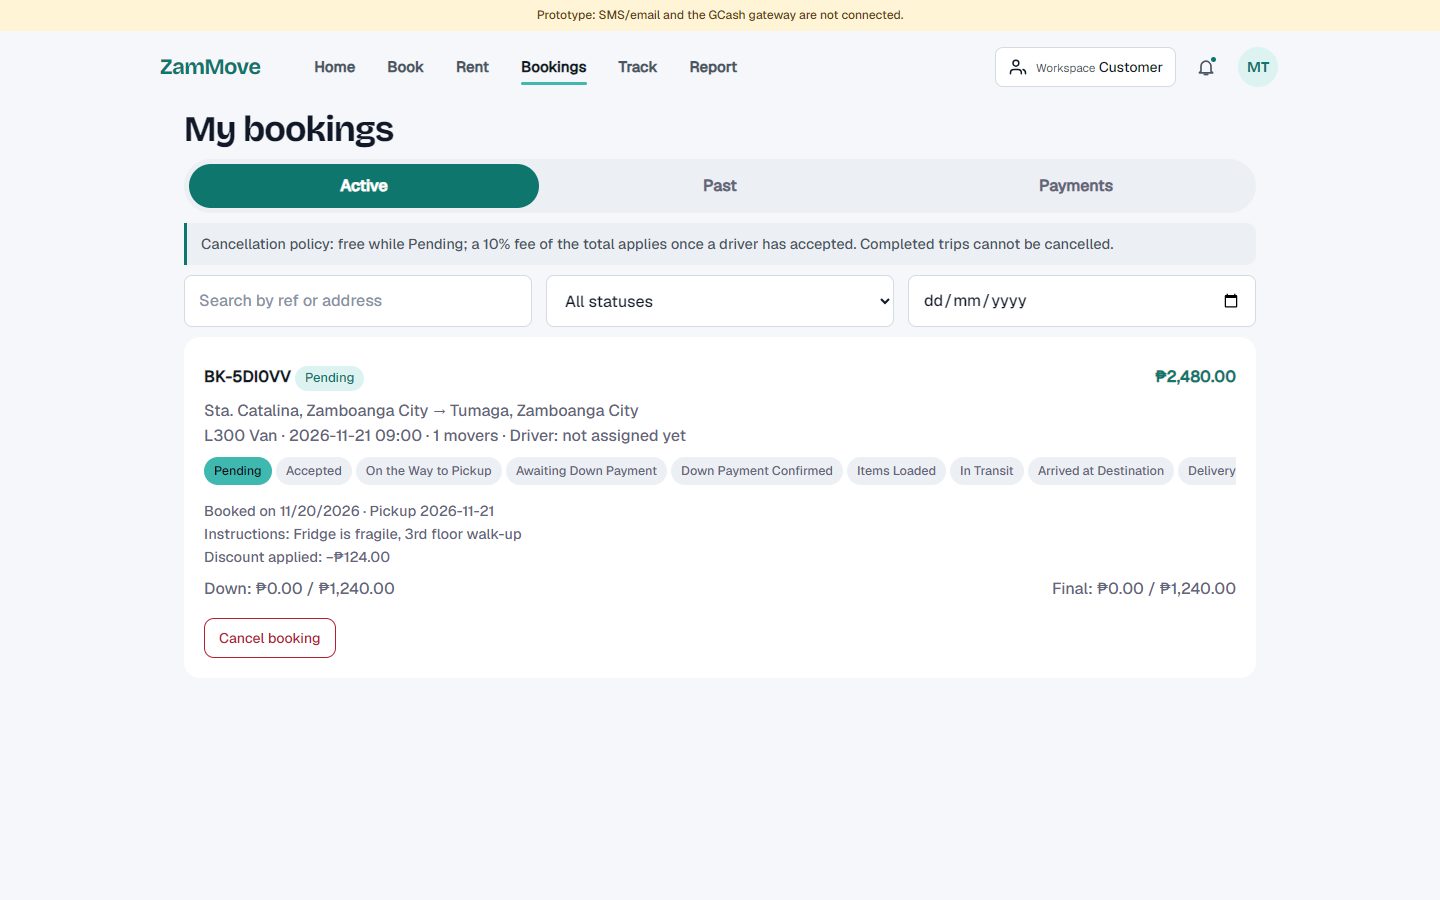 Prototype: SMS/email and the GCash gateway are not connected.
ZamMove Home Book Rent Bookings Track Report Workspace Customer MT
My bookings
Active Past Payments
Cancellation policy: free while Pending; a 10% fee of the total applies once a driver has accepted. Completed trips cannot be cancelled.
Search by ref or address All statuses dd/mm/yyyy
BK-5DI0VV Pending ₱2,480.00
Sta. Catalina, Zamboanga City → Tumaga, Zamboanga City
L300 Van · 2026-11-21 09:00 · 1 movers · Driver: not assigned yet
Pending Accepted On the Way to Pickup Awaiting Down Payment Down Payment Confirmed Items Loaded In Transit Arrived at Destination Delivery
Booked on 11/20/2026 · Pickup 2026-11-21
Instructions: Fridge is fragile, 3rd floor walk-up
Discount applied: −₱124.00
Down: ₱0.00 / ₱1,240.00 Final: ₱0.00 / ₱1,240.00
Cancel booking